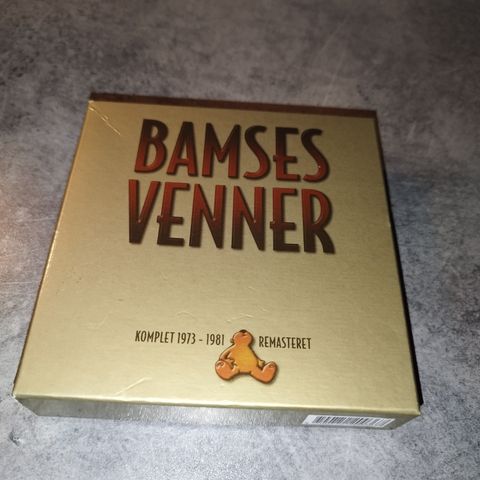 BAMSES
VENNER
KOMPLET 1973 - 1981 REMASTERET